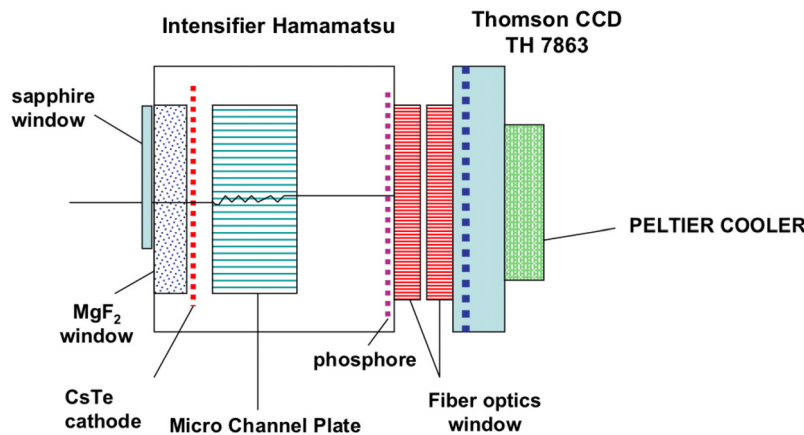 Intensifier Hamamatsu
Thomson CCD
TH 7863
sapphire
window
PELTIER COOLER
MgF₂
window
phosphore
CsTe
cathode
Micro Channel Plate
Fiber optics
window